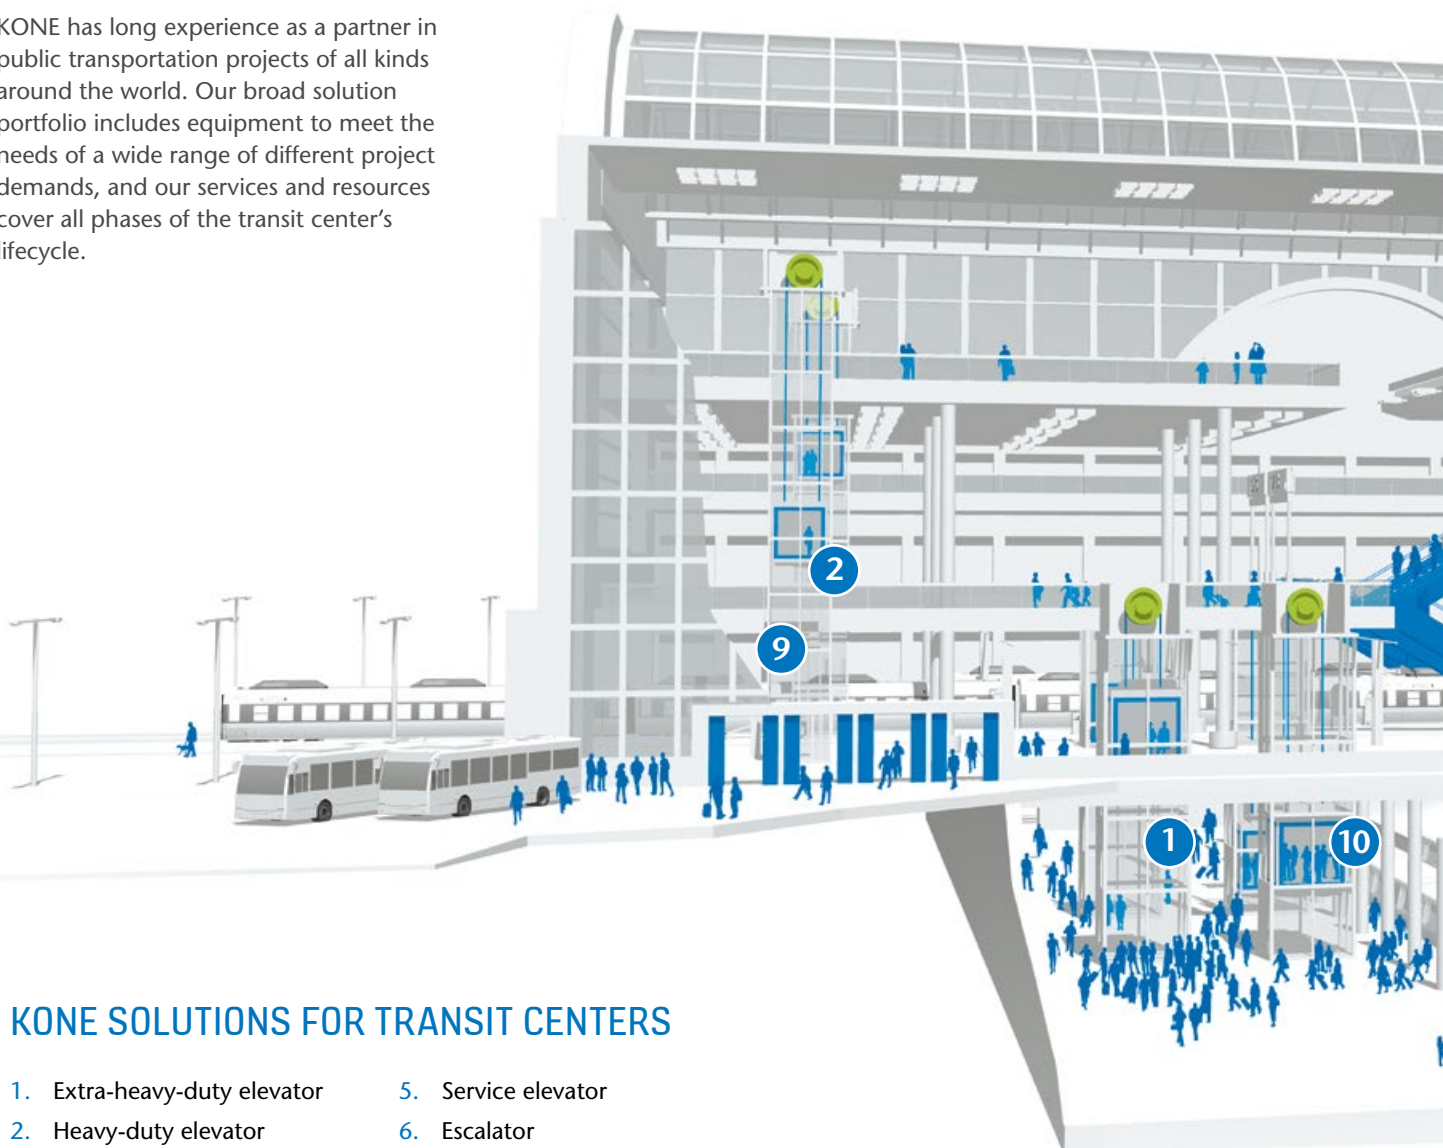 KONE has long experience as a partner in
public transportation projects of all kinds
around the world. Our broad solution
portfolio includes equipment to meet the
needs of a wide range of different project
demands, and our services and resources
cover all phases of the transit center’s
lifecycle.
2
9
1
10
KONE SOLUTIONS FOR TRANSIT CENTERS
1. Extra-heavy-duty elevator
2. Heavy-duty elevator
5. Service elevator
6. Escalator